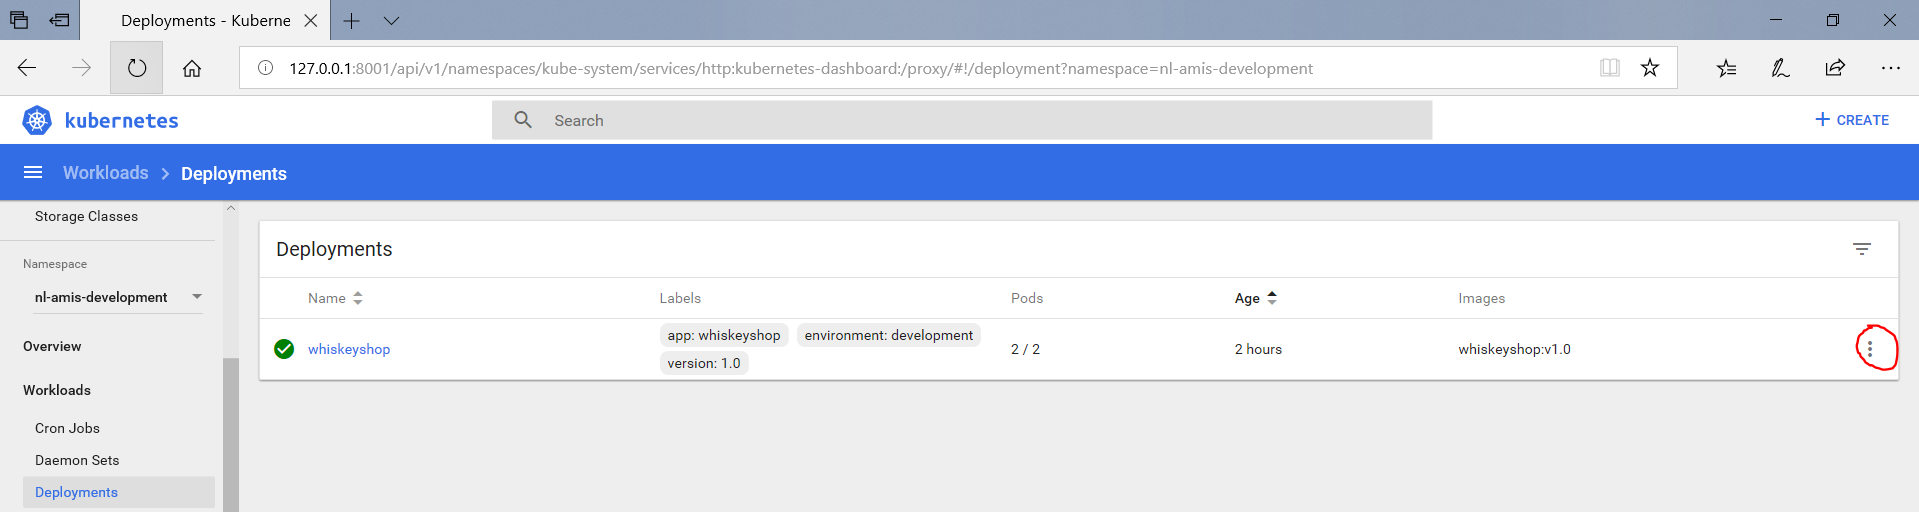 Deployments - Kuberne
127.0.0.1:8001/api/v1/namespaces/kube-system/services/http:kubernetes-dashboard:/proxy/#!/deployment?namespace=nl-amis-development
kubernetes
Search
CREATE
Workloads Deployments
Storage Classes
Namespace
nl-amis-development
Overview
Workloads
Cron Jobs
Daemon Sets
Deployments
Deployments
Name Labels Pods Age Images
whiskeyshop app: whiskeyshop environment: development 2 / 2 2 hours whiskeyshop:v1.0
version: 1.0